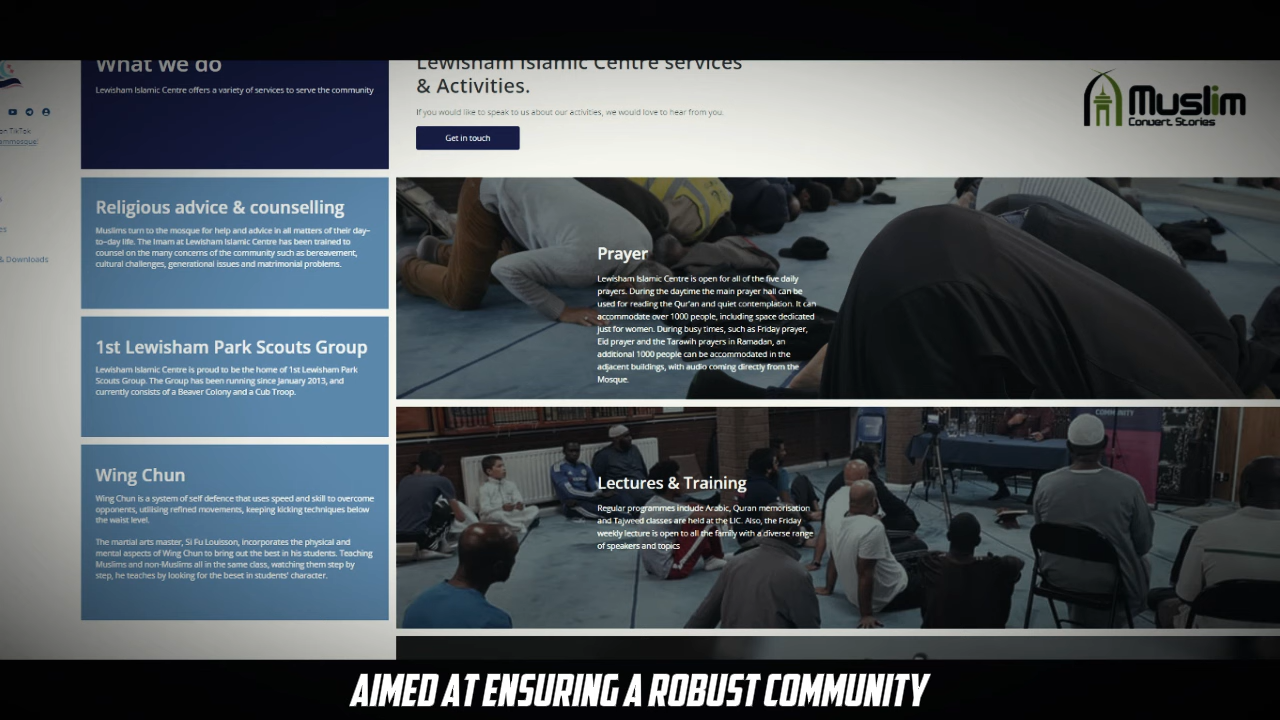 What we do
Lewisham Islamic Centre offers a variety of services to serve the community
on TikTok
Lewisham Islamic Centre services
& Activities.
If you would like to speak to us about our activities, we would love to hear from you.
Get in touch
Muslim
Convert Stories
& Downloads
Religious advice & counselling
Muslims turn to the mosque for help and advice in all matters of their day-
to-day life. The Imam at Lewisham Islamic Centre has been trained to
counsel on the many concerns of the community such as bereavement,
cultural challenges, generational issues and matrimonial problems.
1st Lewisham Park Scouts Group
Lewisham Islamic Centre is proud to be the home of 1st Lewisham Park
Scouts Group. The Group has been running since January 2013, and
currently consists of a Beaver Colony and a Cub Troop.
Wing Chun
Wing Chun is a system of self defence that uses speed and skill to overcome
opponents, utilising refined movements, keeping kicking techniques below
the waist level.
The martial arts master, Si Fu Louisson, incorporates the physical and
mental aspects of Wing Chun to bring out the best in his students. Teaching
Muslims and non-Muslims all in the same class, watching them step by
step, he teaches by looking for the beset in students' character.
Prayer
Lewisham Islamic Centre is open for all of the five daily
prayers. During the daytime the main prayer hall can be
used for reading the Qur'an and quiet contemplation. It can
accommodate over 1000 people, including space dedicated
just for women. During busy times, such as Friday prayer,
Eid prayer and the Tarawih prayers in Ramadan, an
additional 1000 people can be accommodated in the
adjacent buildings, with audio coming directly from the
Mosque.
Lectures & Training
Regular programmes include Arabic, Quran memorisation
and Tajweed classes are held at the LIC. Also, the Friday
weekly lecture is open to all the family with a diverse range
of speakers and topics
COMMUNITY
AIMED AT ENSURING A ROBUST COMMUNITY